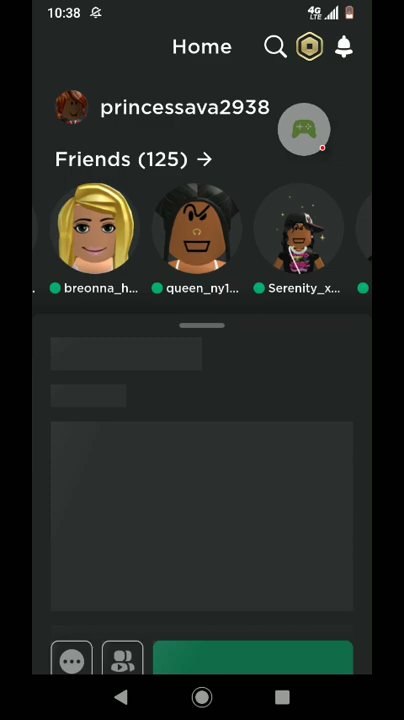 10:38
4G
LTE
Home
princessava2938
Friends (125) →
breonna_h...
queen_ny1...
Serenity_x...